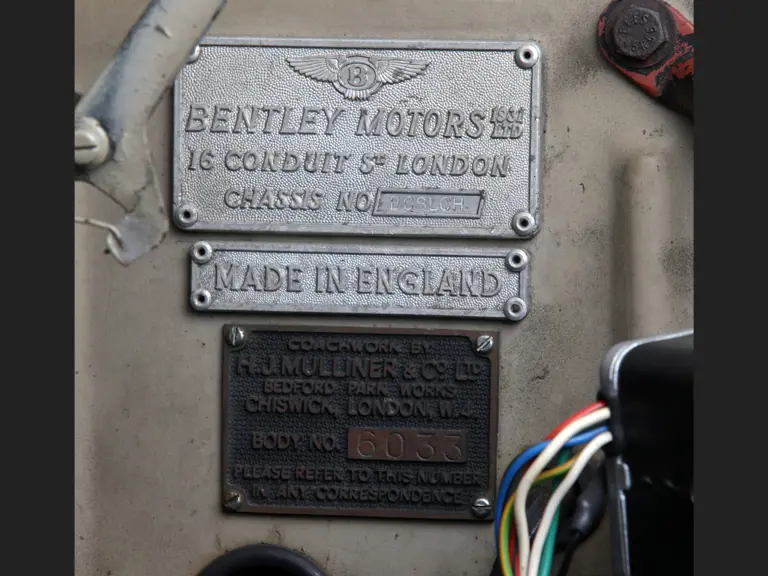 B
BENTLEY MOTORS 1931 LTD
16 CONDUIT ST LONDON
CHASSIS NO
MADE IN ENGLAND
COACHWORK BY
H.J. MULLINER & CO LTD
BEDFORD PARK WORKS
CHISWICK, LONDON, W.4.
BODY NO. 6033
PLEASE REFER TO THIS NUMBER
IN ANY CORRESPONDENCE